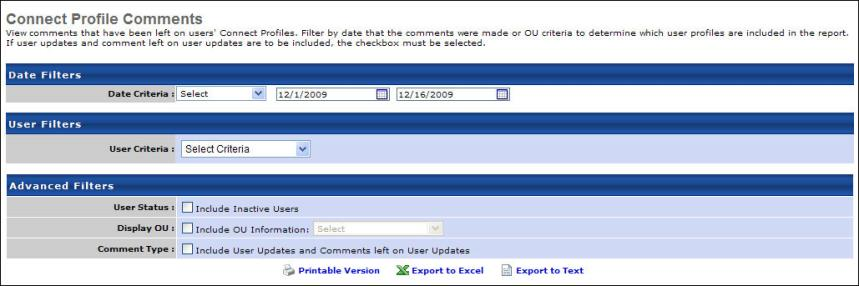 Connect Profile Comments
View comments that have been left on users' Connect Profiles. Filter by date that the comments were made or OU criteria to determine which user profiles are included in the report.
If user updates and comment left on user updates are to be included, the checkbox must be selected.
Date Filters
Date Criteria : Select 12/1/2009 12/16/2009
User Filters
User Criteria : Select Criteria
Advanced Filters
User Status : Include Inactive Users
Display OU : Include OU Information: Select
Comment Type : Include User Updates and Comments left on User Updates
Printable Version Export to Excel Export to Text